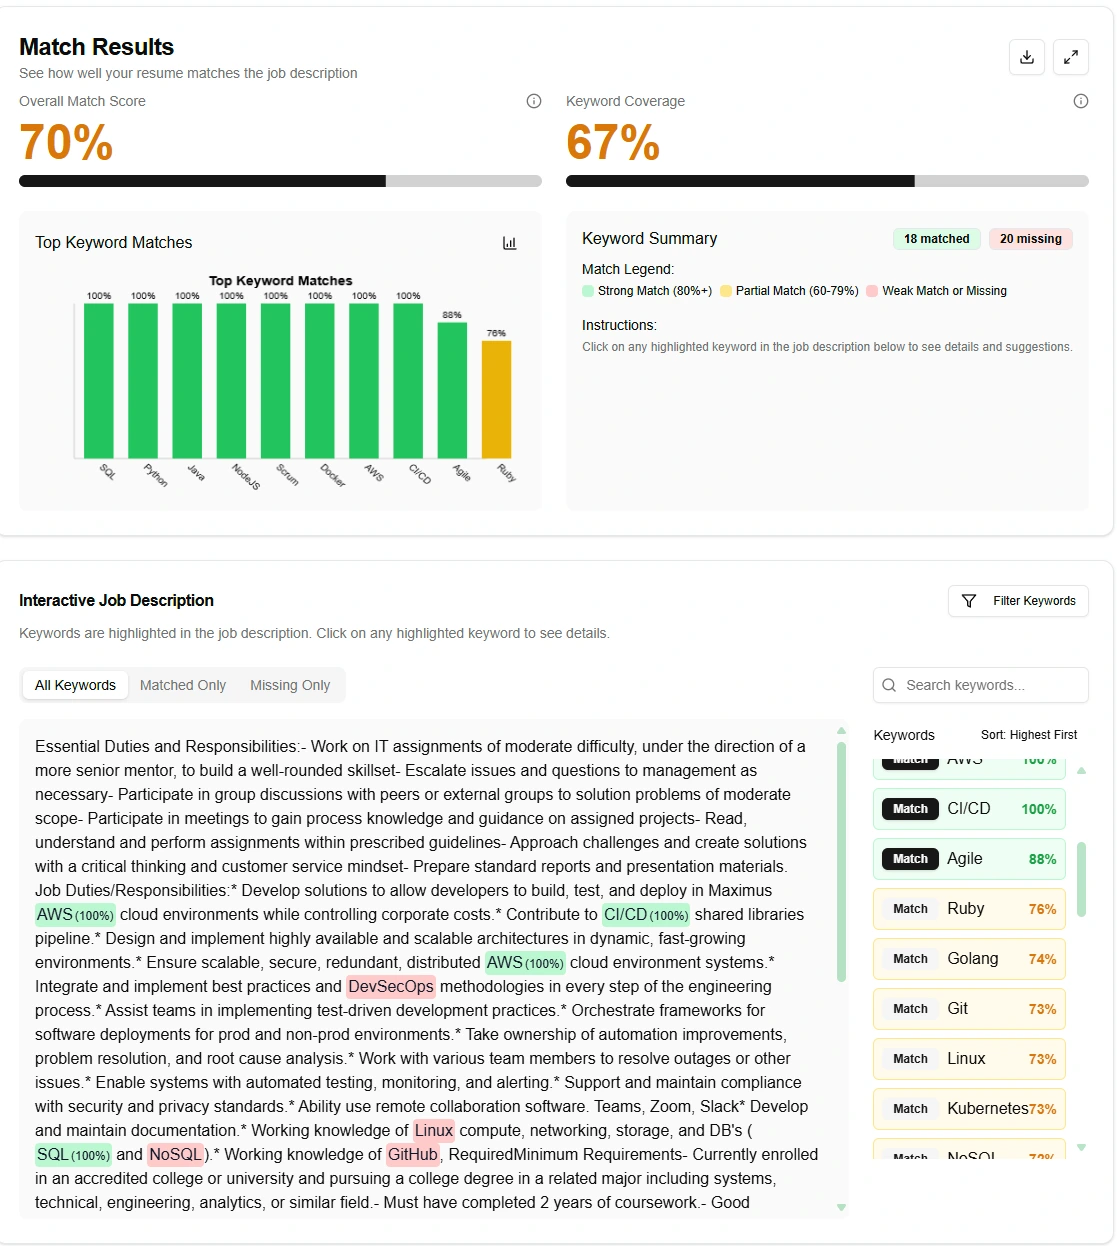 Match Results
See how well your resume matches the job description
Overall Match Score
70%
Keyword Coverage
67%
Top Keyword Matches
Top Keyword Matches
100% 100% 100% 100% 100% 100% 100% 100% 88% 76%
SQL Python Java NodeJS Scrum Docker AWS CI/CD Agile Ruby
Keyword Summary
18 matched
20 missing
Match Legend:
Strong Match (80%+) Partial Match (60-79%) Weak Match or Missing
Instructions:
Click on any highlighted keyword in the job description below to see details and suggestions.
Interactive Job Description
Filter Keywords
Keywords are highlighted in the job description. Click on any highlighted keyword to see details.
All Keywords Matched Only Missing Only
Essential Duties and Responsibilities:- Work on IT assignments of moderate difficulty, under the direction of a
more senior mentor, to build a well-rounded skillset- Escalate issues and questions to management as
necessary- Participate in group discussions with peers or external groups to solution problems of moderate
scope- Participate in meetings to gain process knowledge and guidance on assigned projects- Read,
understand and perform assignments within prescribed guidelines- Approach challenges and create solutions
with a critical thinking and customer service mindset- Prepare standard reports and presentation materials.
Job Duties/Responsibilities:* Develop solutions to allow developers to build, test, and deploy in Maximus
AWS (100%) cloud environments while controlling corporate costs.* Contribute to CI/CD (100%) shared libraries
pipeline.* Design and implement highly available and scalable architectures in dynamic, fast-growing
environments.* Ensure scalable, secure, redundant, distributed AWS (100%) cloud environment systems.*
Integrate and implement best practices and DevSecOps methodologies in every step of the engineering
process.* Assist teams in implementing test-driven development practices.* Orchestrate frameworks for
software deployments for prod and non-prod environments.* Take ownership of automation improvements,
problem resolution, and root cause analysis.* Work with various team members to resolve outages or other
issues.* Enable systems with automated testing, monitoring, and alerting.* Support and maintain compliance
with security and privacy standards.* Ability use remote collaboration software. Teams, Zoom, Slack* Develop
and maintain documentation.* Working knowledge of Linux compute, networking, storage, and DB's (
SQL (100%) and NoSQL).* Working knowledge of GitHub, RequiredMinimum Requirements- Currently enrolled
in an accredited college or university and pursuing a college degree in a related major including systems,
technical, engineering, analytics, or similar field.- Must have completed 2 years of coursework.- Good
Search keywords...
Keywords Sort: Highest First
Match AWS 100%
Match CI/CD 100%
Match Agile 88%
Match Ruby 76%
Match Golang 74%
Match Git 73%
Match Linux 73%
Match Kubernetes 73%
Match NoSQL 72%